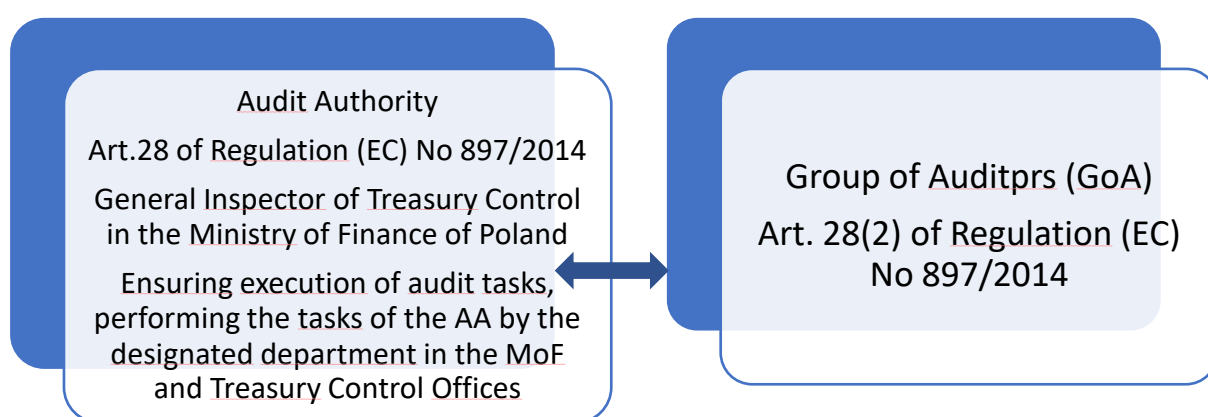 Audit Authority
Art.28 of Regulation (EC) No 897/2014
General Inspector of Treasury Control
in the Ministry of Finance of Poland
Ensuring execution of audit tasks,
performing the tasks of the AA by the
designated department in the MoF
and Treasury Control Offices
Group of Auditprs (GoA)
Art. 28(2) of Regulation (EC)
No 897/2014